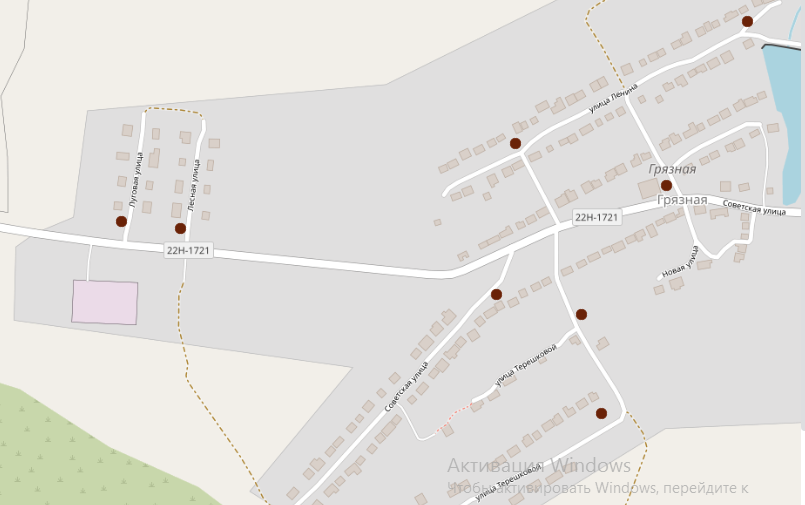 улица Ленина
Грязная
Луговая улица
Лесная улица
Грязная
Советская улица
22Н-1721
22Н-1721
Новая улица
улица Терешковой
Советская улица
улица Терешковой
Активация Windows
Чтобы активировать Windows, перейдите к